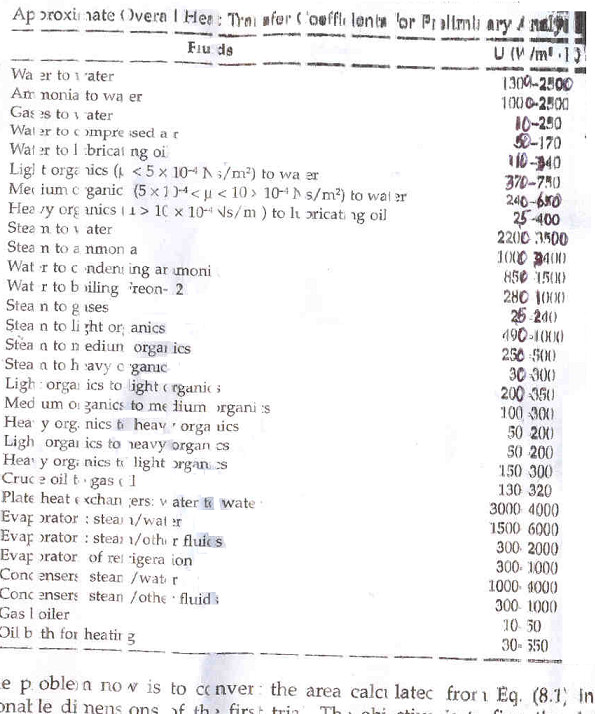 Approximate Overall Heat Transfer Coefficients for Preliminary Analysis
Fluids U (W/m² · K)
Water to water 1300–2500
Ammonia to water 1000–2500
Gases to water 10–250
Water to compressed air 50–170
Water to lubricating oil 110–340
Light organics (μ < 5 × 10⁻⁴ Ns/m²) to water 370–750
Medium organic (5 × 10⁻⁴ < μ < 10 × 10⁻⁴ Ns/m²) to water 240–650
Heavy organics (μ > 10 × 10⁻⁴ Ns/m²) to lubricating oil 25–400
Steam to water 2200–3500
Steam to ammonia 1000–3400
Water to condensing ammonia 850–1500
Water to boiling Freon-12 280–1000
Steam to gases 25–240
Steam to light organics 490–1000
Steam to medium organics 250–500
Steam to heavy organic 30–300
Light organics to light organics 200–350
Medium organics to medium organics 100–300
Heavy organics to heavy organics 50–200
Light organics to heavy organics 50–200
Heavy organics to light organics 150–300
Crude oil to gas oil 130–320
Plate heat exchangers: water to water 3000–4000
Evaporators: steam/water 1500–6000
Evaporators: steam/other fluids 300–2000
Evaporators of refrigeration 300–1000
Condensers: steam/water 1000–4000
Condensers: steam/other fluids 300–1000
Gas boiler 10–50
Oil bath for heating 30–550
e problem now is to convert the area calculated from Eq. (8.1) in
onable dimensions of the first trial. The objective is to